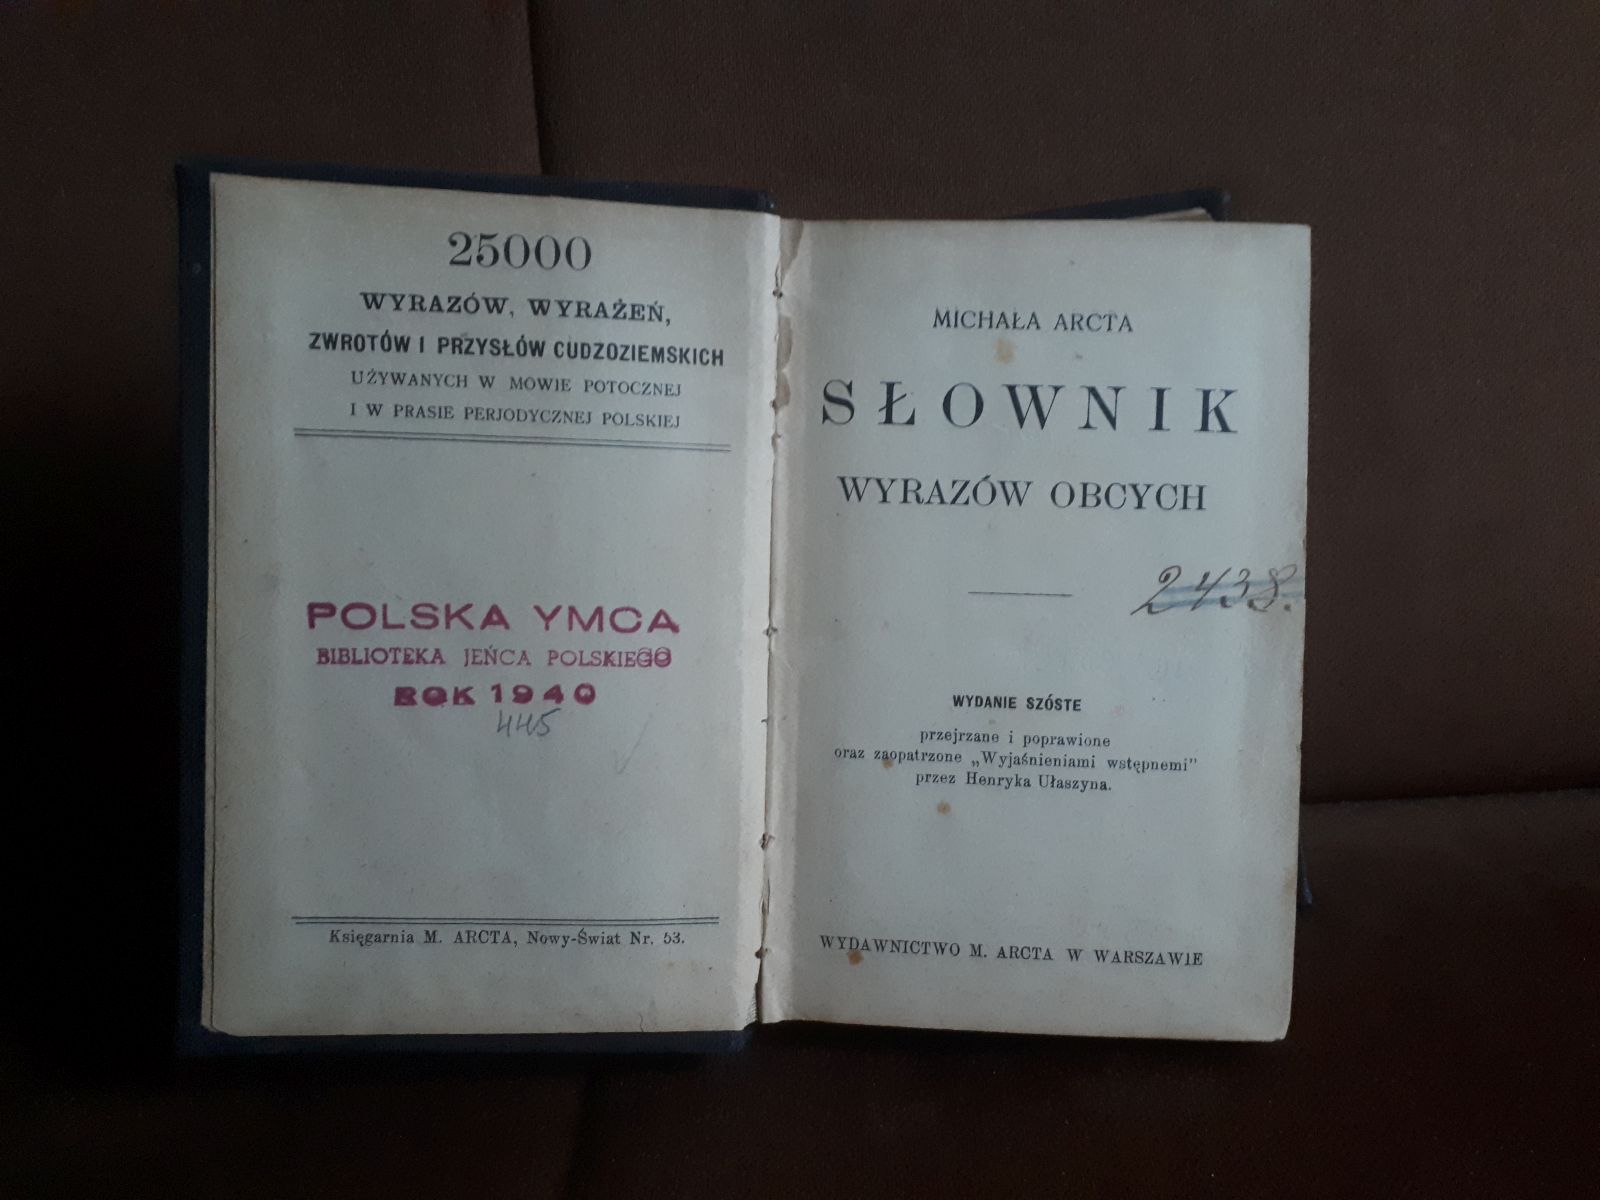 25000
WYRAZÓW, WYRAŻEŃ,
ZWROTÓW I PRZYSŁÓW CUDZOZIEMSKICH
UŻYWANYCH W MOWIE POTOCZNEJ
I W PRASIE PERJODYCZNEJ POLSKIEJ
POLSKA YMCA
BIBLIOTEKA JEŃCA POLSKIEGO
ROK 1940
445
Księgarnia M. ARCTA, Nowy-Świat Nr. 53.
MICHAŁA ARCTA
SŁOWNIK
WYRAZÓW OBCYCH
2438.
WYDANIE SZÓSTE
przejrzane i poprawione
oraz zaopatrzone „Wyjaśnieniami wstępnemi"
przez Henryka Ułaszyna.
WYDAWNICTWO M. ARCTA W WARSZAWIE